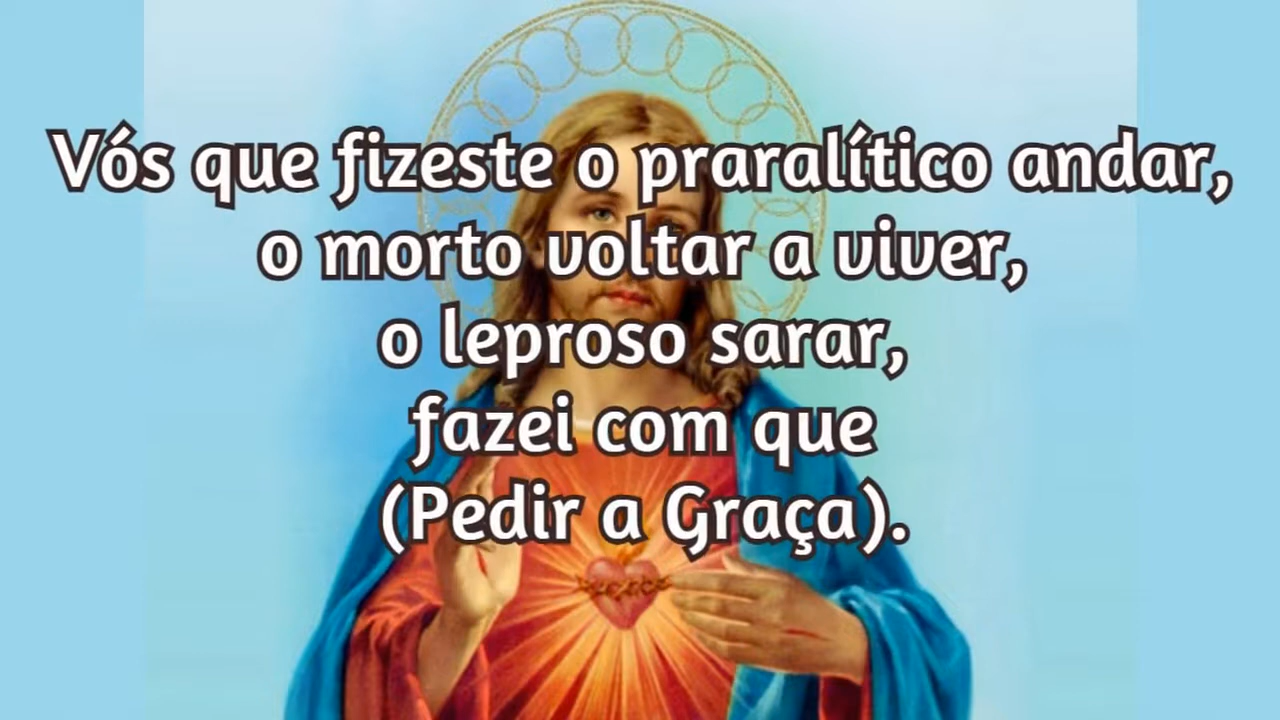 Vós que fizeste o praralítico andar,
o morto voltar a viver,
o leproso sarar,
fazei com que
(Pedir a Graça).